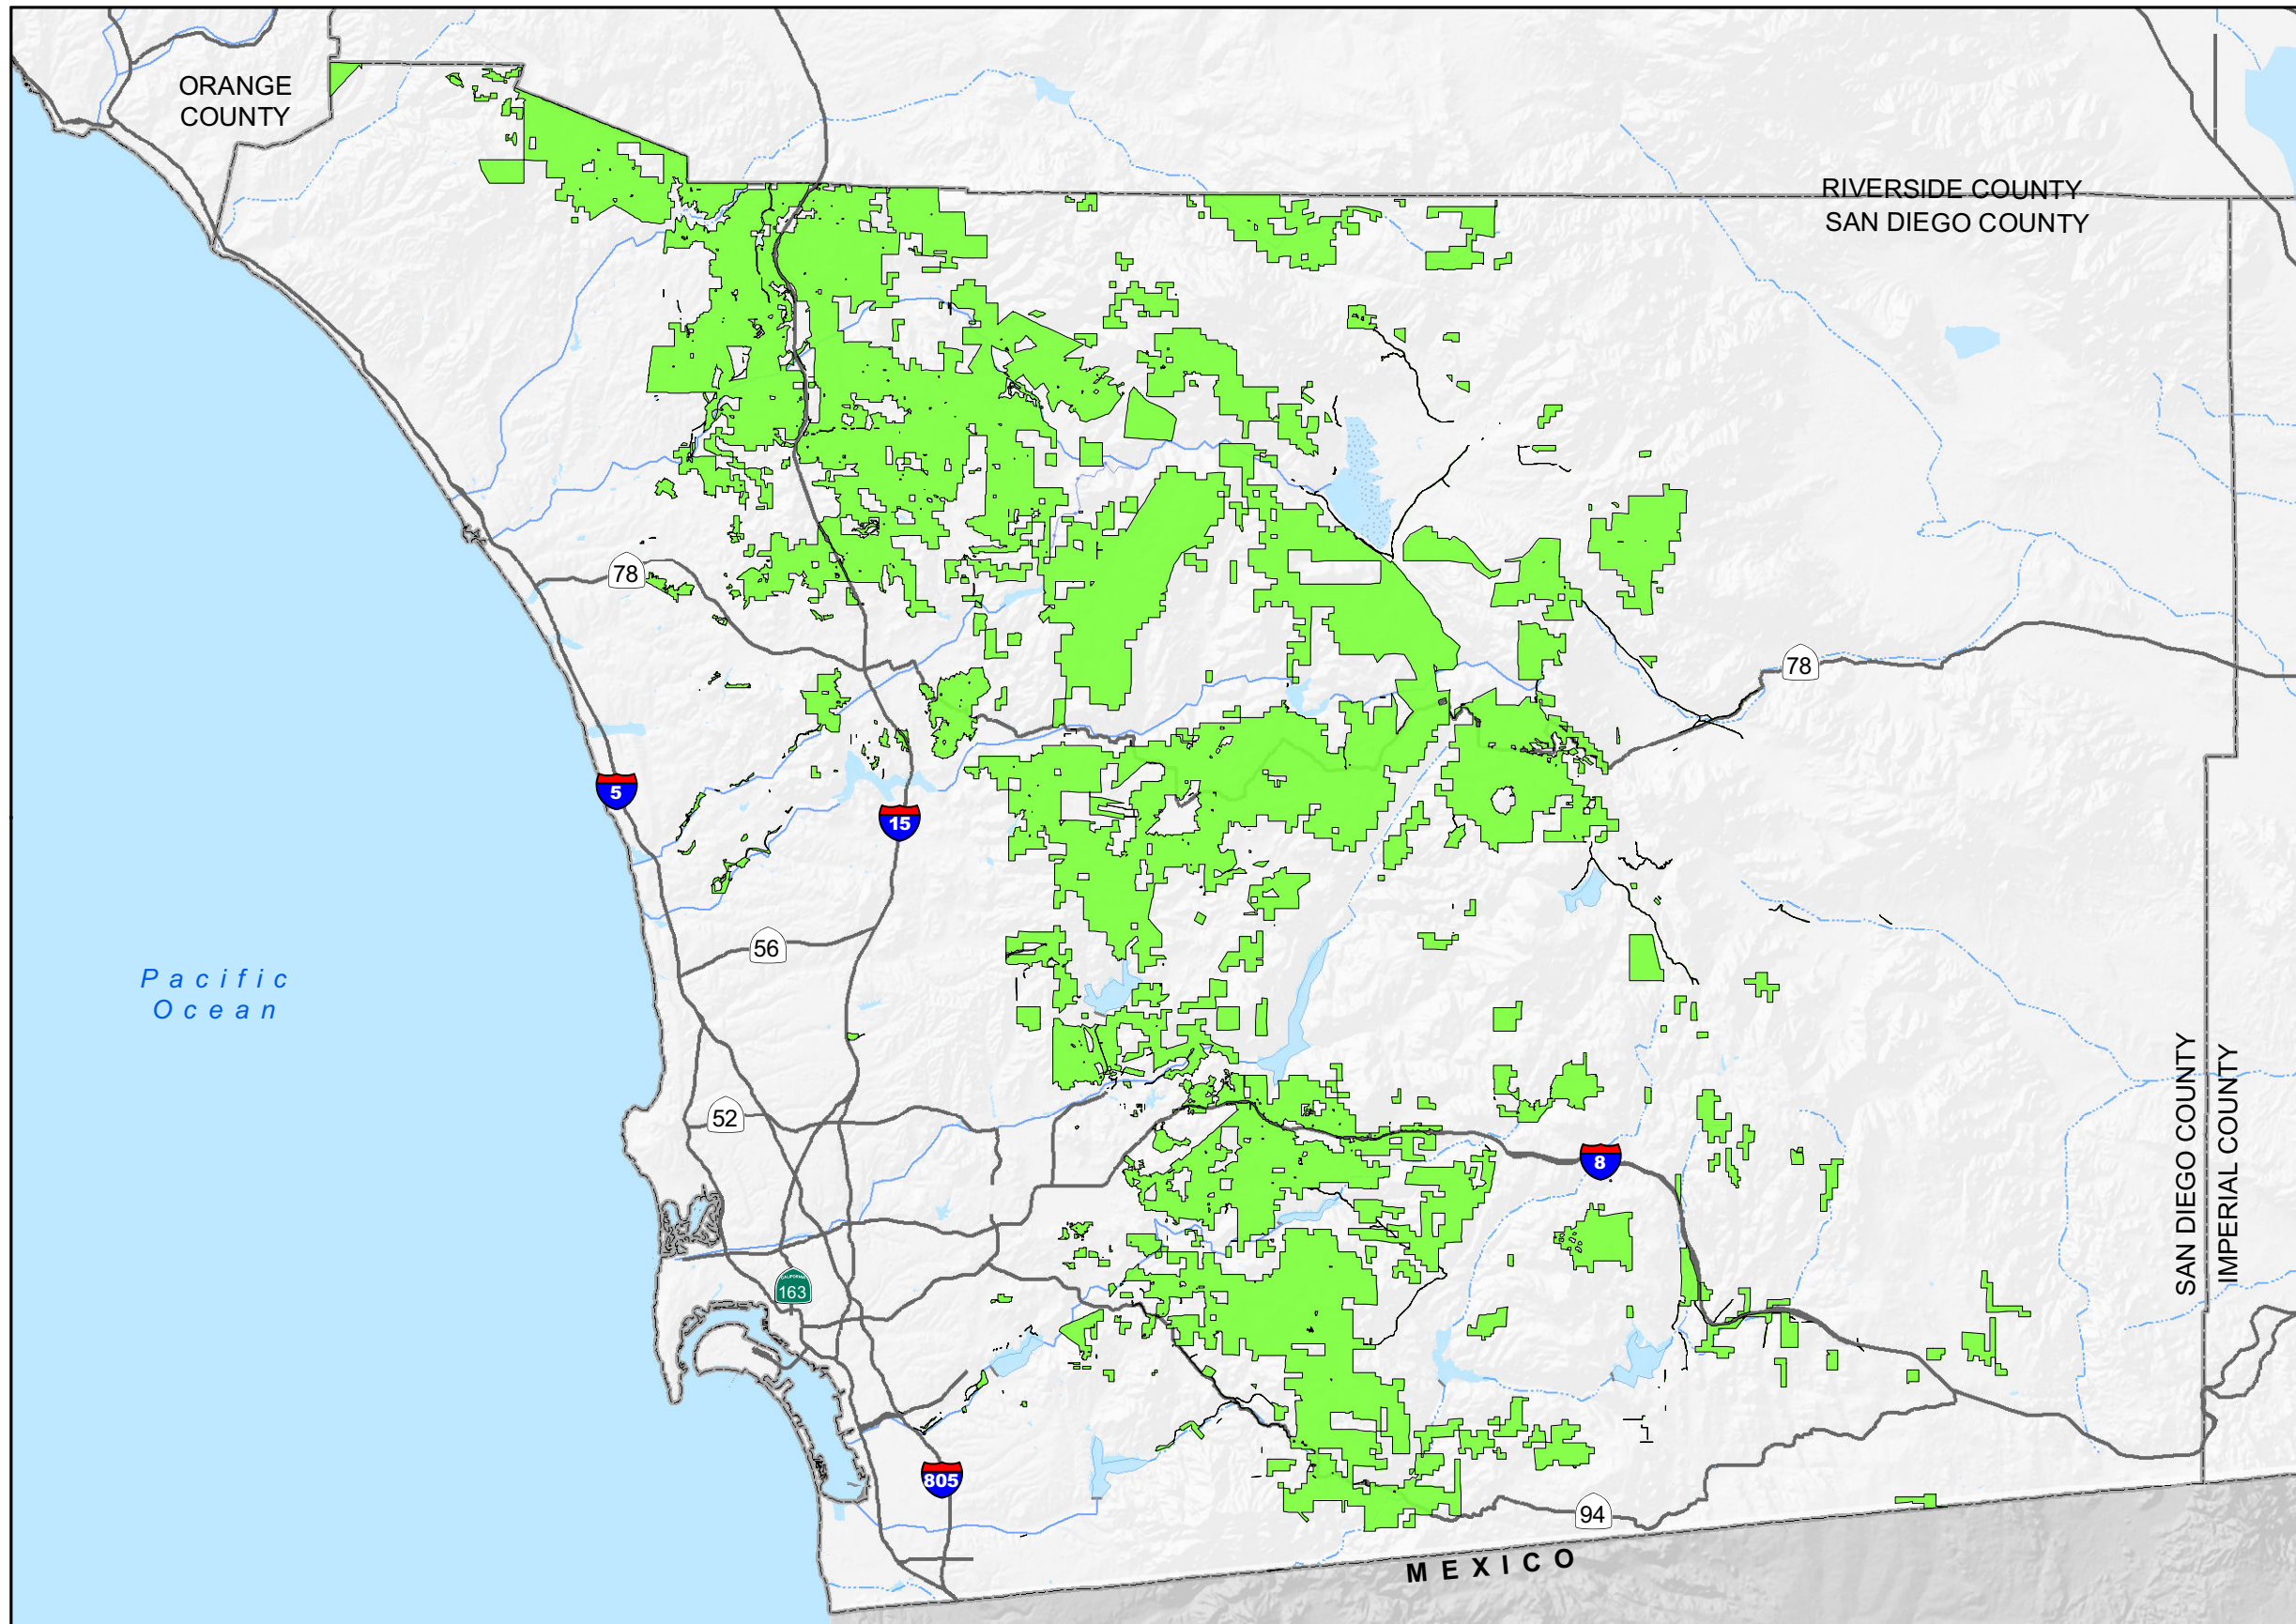 ORANGE
COUNTY
RIVERSIDE COUNTY
SAN DIEGO COUNTY
78
78
5
15
56
Pacific
Ocean
52
8
SAN DIEGO COUNTY
IMPERIAL COUNTY
CALIFORNIA
163
805
94
MEXICO